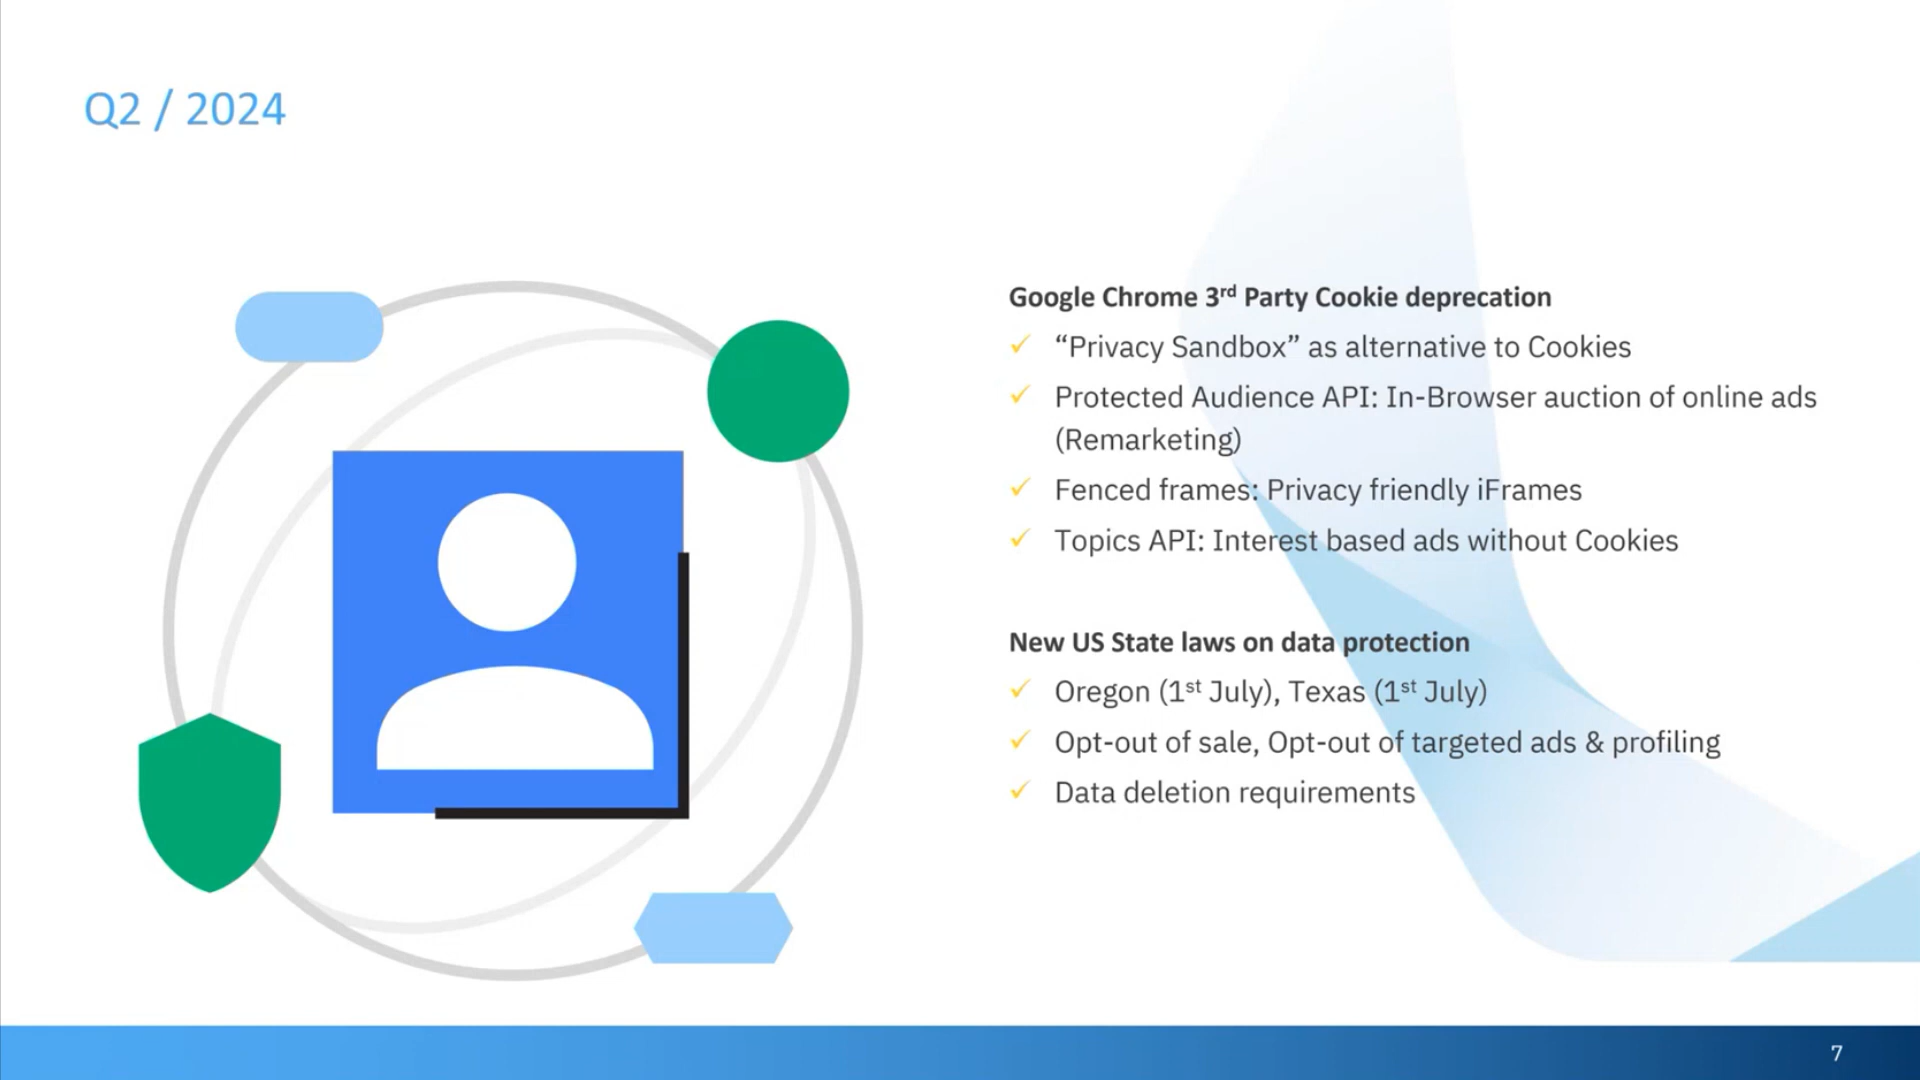 Q2 / 2024
Google Chrome 3rd Party Cookie deprecation
✓ “Privacy Sandbox” as alternative to Cookies
✓ Protected Audience API: In-Browser auction of online ads
(Remarketing)
✓ Fenced frames: Privacy friendly iFrames
✓ Topics API: Interest based ads without Cookies
New US State laws on data protection
✓ Oregon (1st July), Texas (1st July)
✓ Opt-out of sale, Opt-out of targeted ads & profiling
✓ Data deletion requirements
7